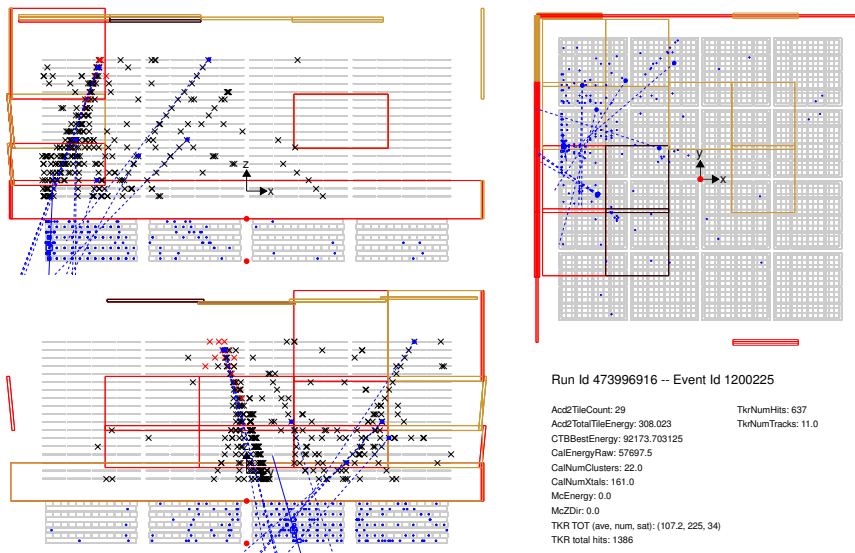 z
x
y
x
y
Run Id 473996916 -- Event Id 1200225
Acd2TileCount: 29
TkrNumHits: 637
Acd2TotalTileEnergy: 308.023
TkrNumTracks: 11.0
CTBBestEnergy: 92173.703125
CalEnergyRaw: 57697.5
CalNumClusters: 22.0
CalNumXtals: 161.0
McEnergy: 0.0
McZDir: 0.0
TKR TOT (ave, num, sat): (107.2, 225, 34)
TKR total hits: 1386